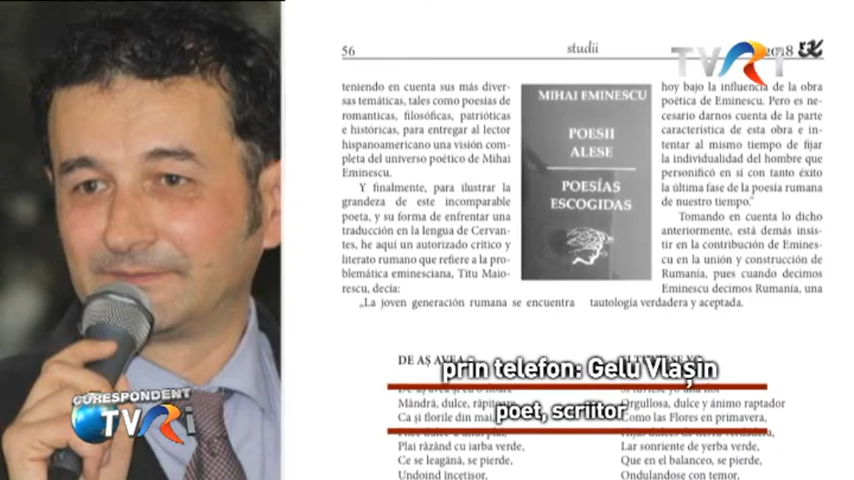 56
studii
TVRi
2018
teniendo en cuenta sus más diver-
sas temáticas, tales como poesías de
romanticas, filosóficas, patrióticas
e históricas, para entregar al lector
hispanoamericano una visión com-
pleta del universo poético de Mihai
Eminescu.
Y finalmente, para ilustrar la
grandeza de este incomparable
poeta, y su forma de enfrentar una
traducción en la lengua de Cervan-
tes, he aquí un autorizado crítico y
literato rumano que refiere a la pro-
blemática eminesciana, Titu Maio-
rescu, decía:
„La joven generación rumana se encuentra
MIHAI EMINESCU
POESII
ALESE
POESÍAS
ESCOGIDAS
hoy bajo la influencia de la obra
poética de Eminescu. Pero es ne-
cesario darnos cuenta de la parte
característica de esta obra e in-
tentar al mismo tiempo de fijar
la individualidad del hombre que
personificó en sí con tanto éxito
la última fase de la poesía rumana
de nuestro tiempo."
Tomando en cuenta lo dicho
anteriormente, está demás insis-
tir en la contribución de Emines-
cu en la unión y construcción de
Rumanía, pues cuando decimos
Eminescu decimos Rumanía, una
tautología verdadera y aceptada.
DE AȘ AVEA
prin telefon: Gelu Vlașin
poet, scriitor
Mândră, dulce,
Ca și florile din mai,
Plai râzând cu iarba verde,
Ce se leagănă, se pierde,
Undoind încetișor,
Orgullosa, dulce y ánimo raptador
Como las Flores en primavera,
Lar sonriente de yerba verde,
Que en el balanceo, se pierde,
Ondulandose con temor,
CORESPONDENT
TVRi